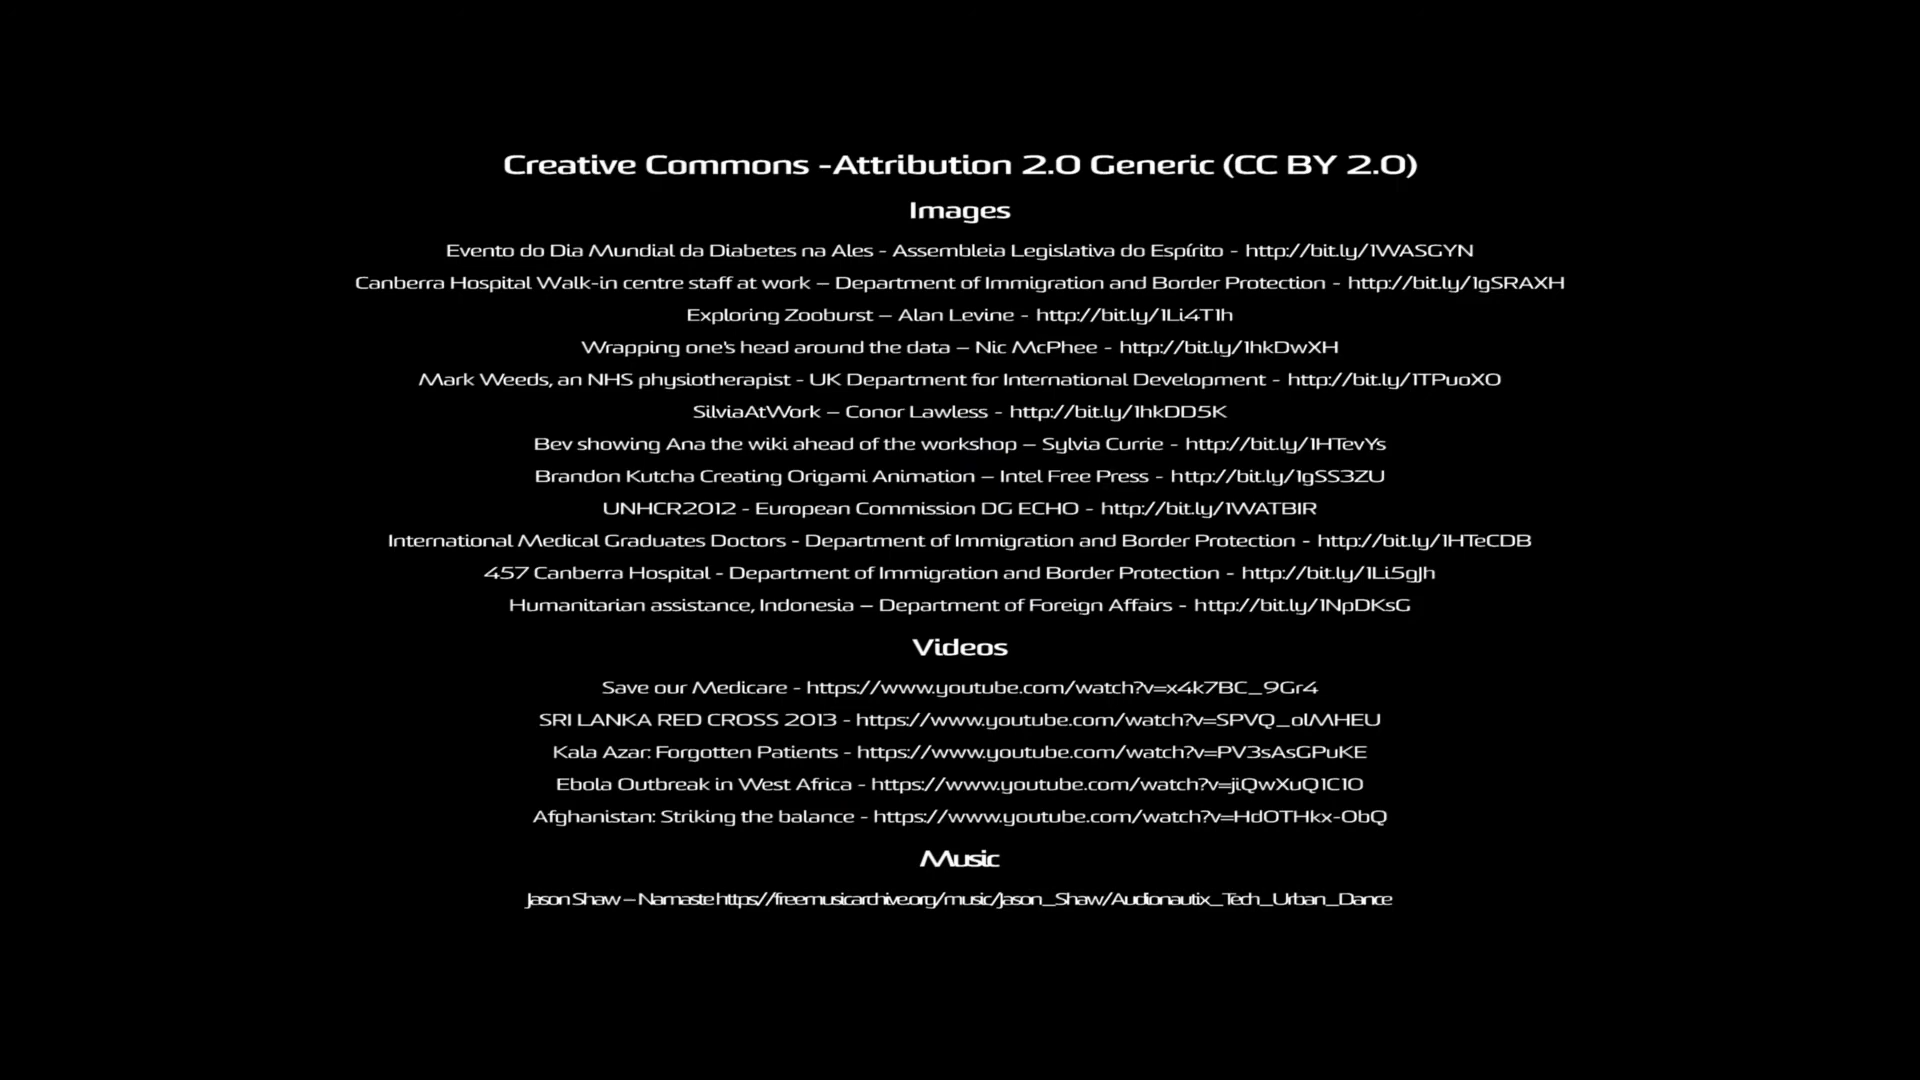 Creative Commons -Attribution 2.0 Generic (CC BY 2.0)
Images
Evento do Dia Mundial da Diabetes na Ales - Assembleia Legislativa do Espírito - http://bit.ly/1WASGYN
Canberra Hospital Walk-in centre staff at work – Department of Immigration and Border Protection - http://bit.ly/1gSRAXH
Exploring Zooburst – Alan Levine - http://bit.ly/1Li4T1h
Wrapping one's head around the data – Nic McPhee - http://bit.ly/1hkDwXH
Mark Weeds, an NHS physiotherapist - UK Department for International Development - http://bit.ly/1TPuoXO
SilviaAtWork – Conor Lawless - http://bit.ly/1hkDD5K
Bev showing Ana the wiki ahead of the workshop – Sylvia Currie - http://bit.ly/1HTevYs
Brandon Kutcha Creating Origami Animation – Intel Free Press - http://bit.ly/1gSS3ZU
UNHCR2012 - European Commission DG ECHO - http://bit.ly/1WATBIR
International Medical Graduates Doctors - Department of Immigration and Border Protection - http://bit.ly/1HTeCDB
457 Canberra Hospital - Department of Immigration and Border Protection - http://bit.ly/1Li5gJh
Humanitarian assistance, Indonesia – Department of Foreign Affairs - http://bit.ly/1NpDKsG
Videos
Save our Medicare - https://www.youtube.com/watch?v=x4k7BC_9Gr4
SRI LANKA RED CROSS 2013 - https://www.youtube.com/watch?v=SPVQ_olMHEU
Kala Azar: Forgotten Patients - https://www.youtube.com/watch?v=PV3sAsGPuKE
Ebola Outbreak in West Africa - https://www.youtube.com/watch?v=jiQwXuQ1C10
Afghanistan: Striking the balance - https://www.youtube.com/watch?v=HdOTHkx-ObQ
Music
Jason Shaw – Namaste https://freemusicarchive.org/music/Jason_Shaw/Audionautix_Tech_Urban_Dance